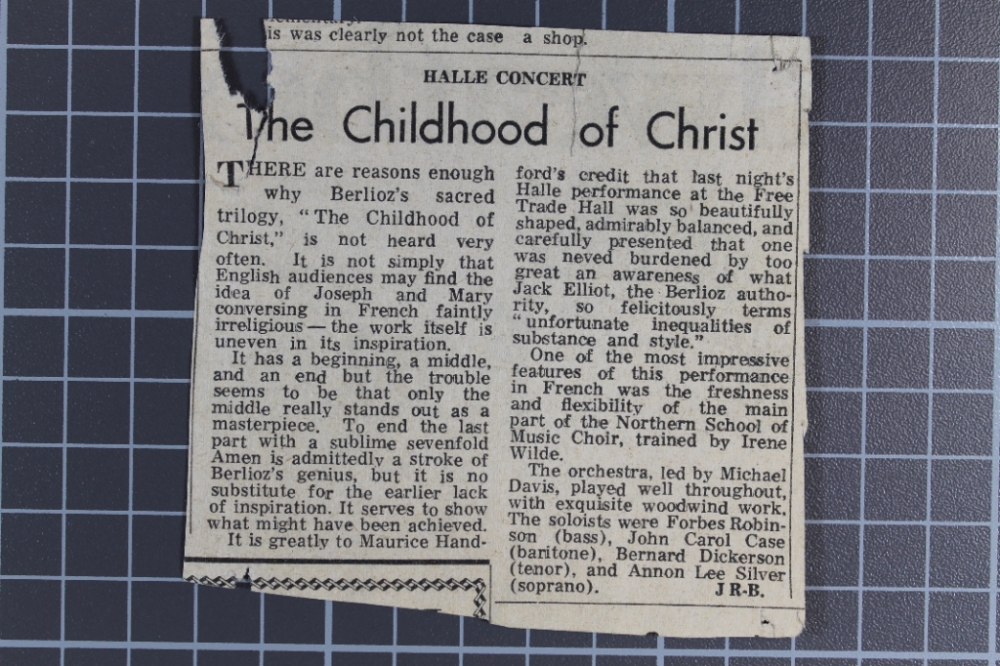 is was clearly not the case a shop.
HALLE CONCERT
The Childhood of Christ
THERE are reasons enough
why Berlioz's sacred
trilogy, "The Childhood of
Christ," is not heard very
often. It is not simply that
English audiences may find the
idea of Joseph and Mary
conversing in French faintly
irreligious — the work itself is
uneven in its inspiration.
It has a beginning, a middle,
and an end but the trouble
seems to be that only the
middle really stands out as a
masterpiece. To end the last
part with a sublime sevenfold
Amen is admittedly a stroke of
Berlioz's genius, but it is no
substitute for the earlier lack
of inspiration. It serves to show
what might have been achieved.
It is greatly to Maurice Hand-
ford's credit that last night's
Halle performance at the Free
Trade Hall was so beautifully
shaped, admirably balanced, and
carefully presented that one
was neved burdened by too
great an awareness of what
Jack Elliot, the Berlioz autho-
rity, so felicitously terms
"unfortunate inequalities of
substance and style."
One of the most impressive
features of this performance
in French was the freshness
and flexibility of the main
part of the Northern School of
Music Choir, trained by Irene
Wilde.
The orchestra, led by Michael
Davis, played well throughout,
with exquisite woodwind work.
The soloists were Forbes Robin-
son (bass), John Carol Case
(baritone), Bernard Dickerson
(tenor), and Annon Lee Silver
(soprano). J R-B.